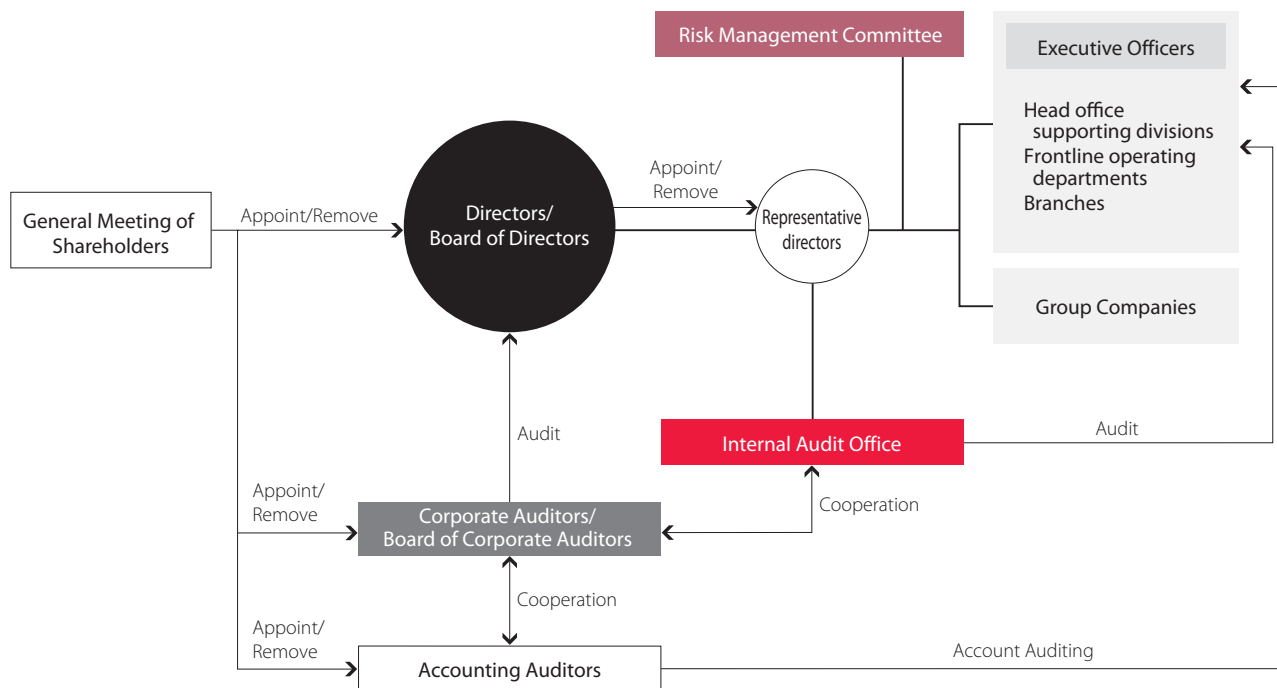 Risk Management Committee
Executive Officers
Head office
supporting divisions
Frontline operating
departments
Branches
Appoint/
Remove
General Meeting of
Shareholders
Appoint/Remove
Directors/
Board of Directors
Representative
directors
Group Companies
Audit
Internal Audit Office
Audit
Appoint/
Remove
Corporate Auditors/
Board of Corporate Auditors
Cooperation
Cooperation
Appoint/
Remove
Accounting Auditors
Account Auditing